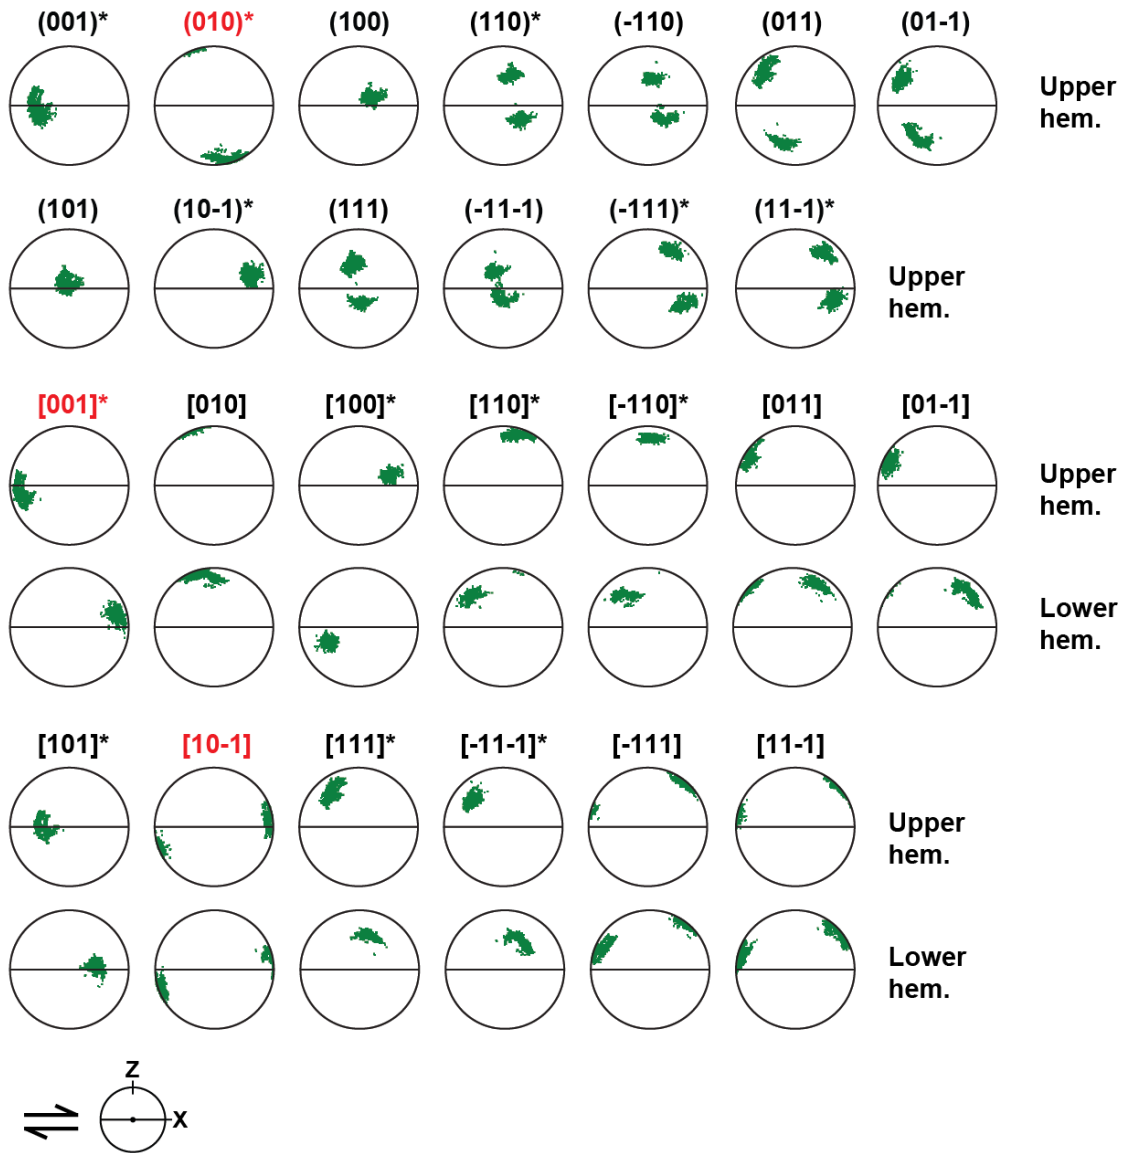 (001)* (010)* (100) (110)* (-110) (011) (01-1)
Upper
hem.
(101) (10-1)* (111) (-11-1) (-111)* (11-1)*
Upper
hem.
[001]* [010] [100]* [110]* [-110]* [011] [01-1]
Upper
hem.
Lower
hem.
[101]* [10-1] [111]* [-11-1]* [-111] [11-1]
Upper
hem.
Lower
hem.
Z
X